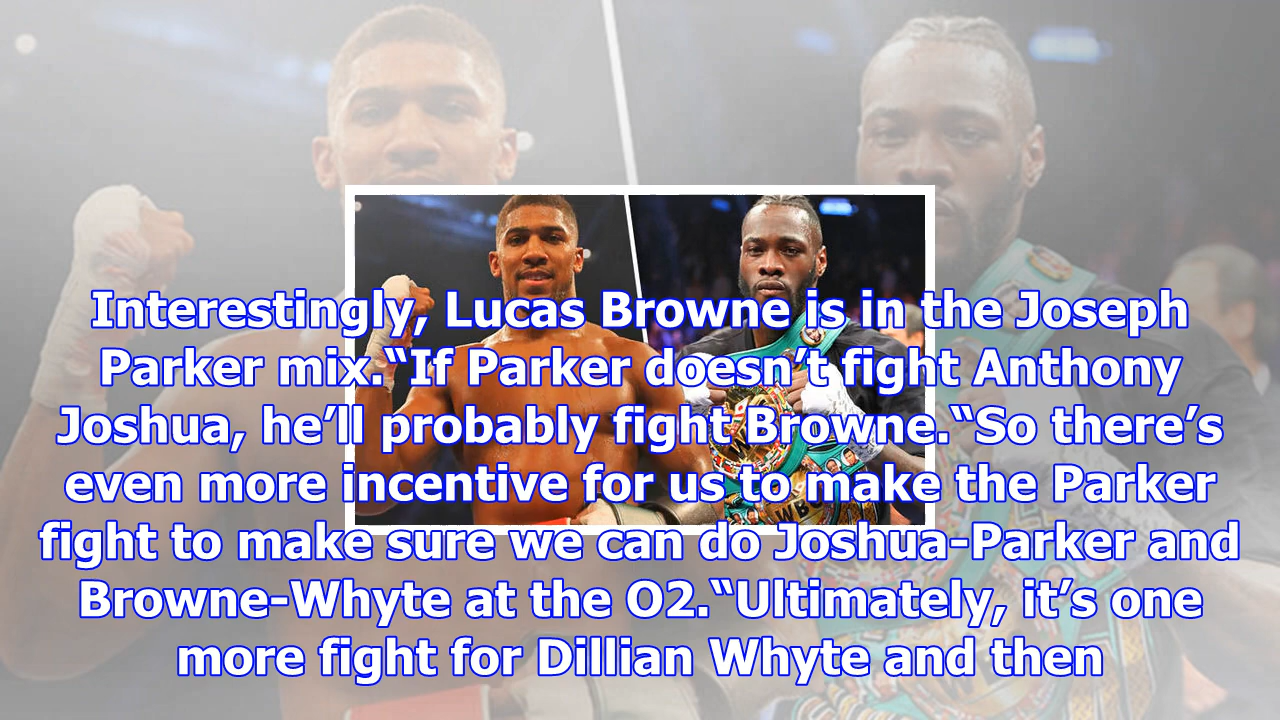 Interestingly, Lucas Browne is in the Joseph
Parker mix.“If Parker doesn’t fight Anthony
Joshua, he’ll probably fight Browne.“So there’s
even more incentive for us to make the Parker
fight to make sure we can do Joshua-Parker and
Browne-Whyte at the O2.“Ultimately, it’s one
more fight for Dillian Whyte and then
WBC